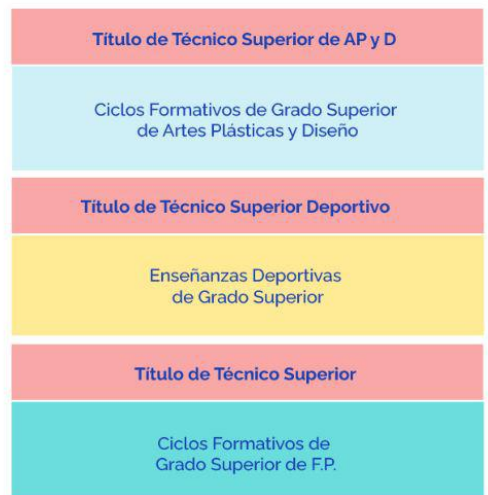 Título de Técnico Superior de AP y D
Ciclos Formativos de Grado Superior
de Artes Plásticas y Diseño
Título de Técnico Superior Deportivo
Enseñanzas Deportivas
de Grado Superior
Título de Técnico Superior
Ciclos Formativos de
Grado Superior de F.P.